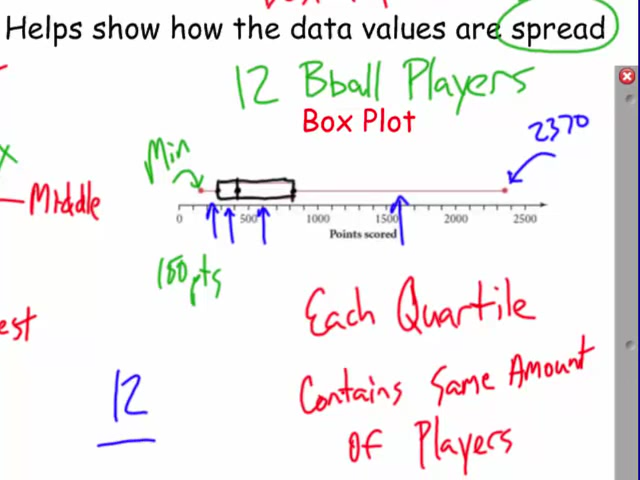 Helps show how the data values are spread
12 Bball Players
Box Plot
2370
Min
Middle
0 500 1000 1500 2000 2500
Points scored
pts
est
Each Quartile
12
Contains Same Amount
Of Players